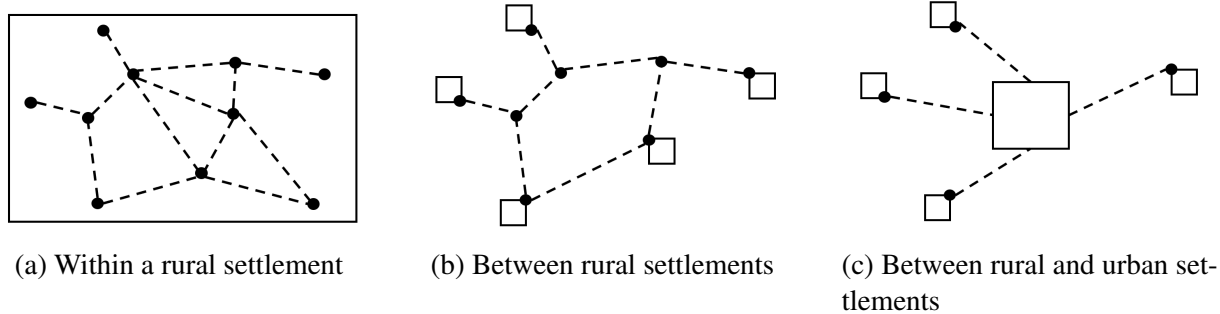 (a) Within a rural settlement
(b) Between rural settlements
(c) Between rural and urban set-
tlements